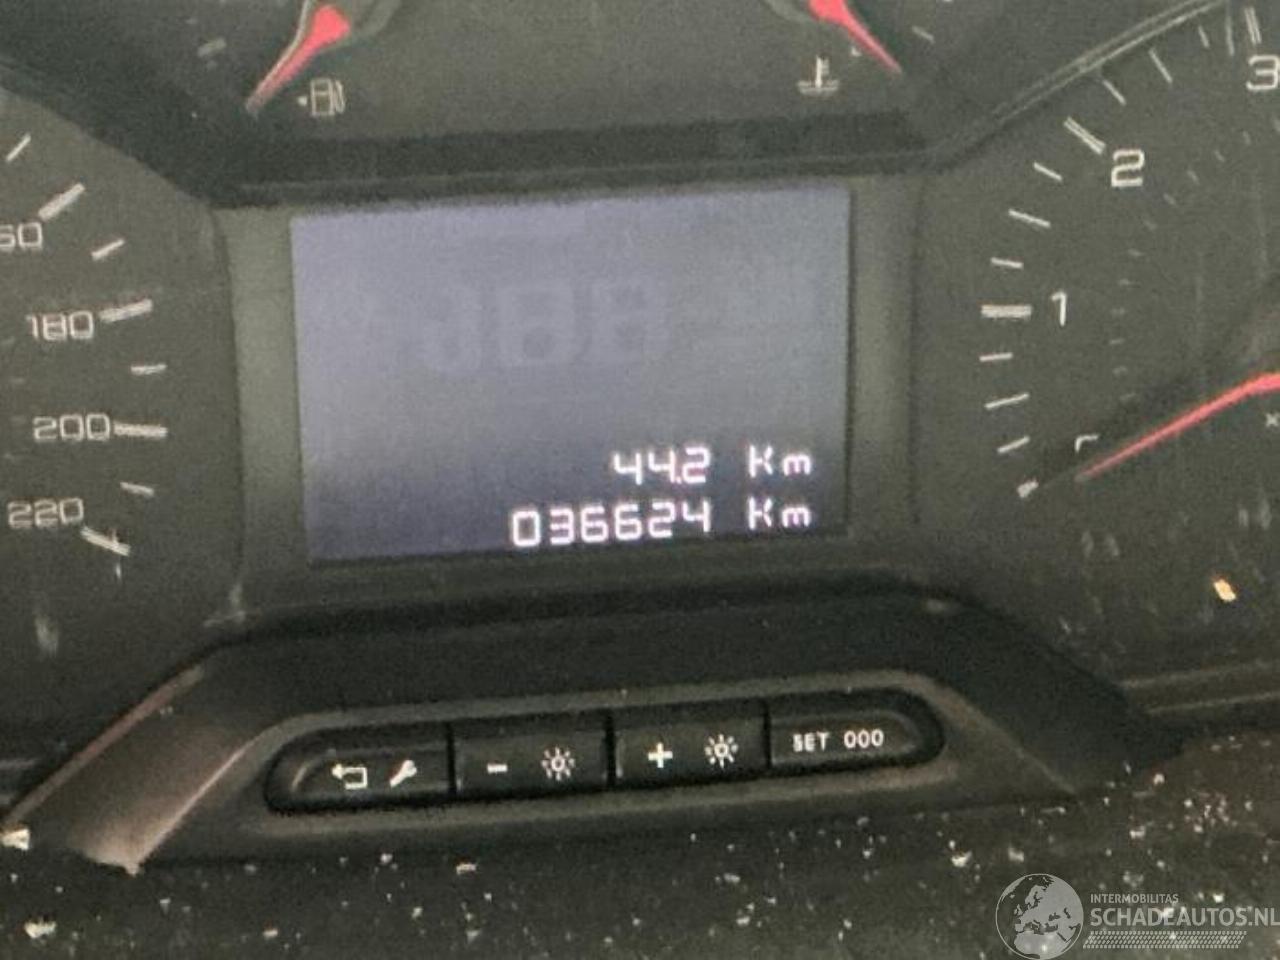 3
2
60
180
1
200
44.2 Km
220
036624 Km
SET 000
INTERMOBILITAS
SCHADEAUTOS.NL